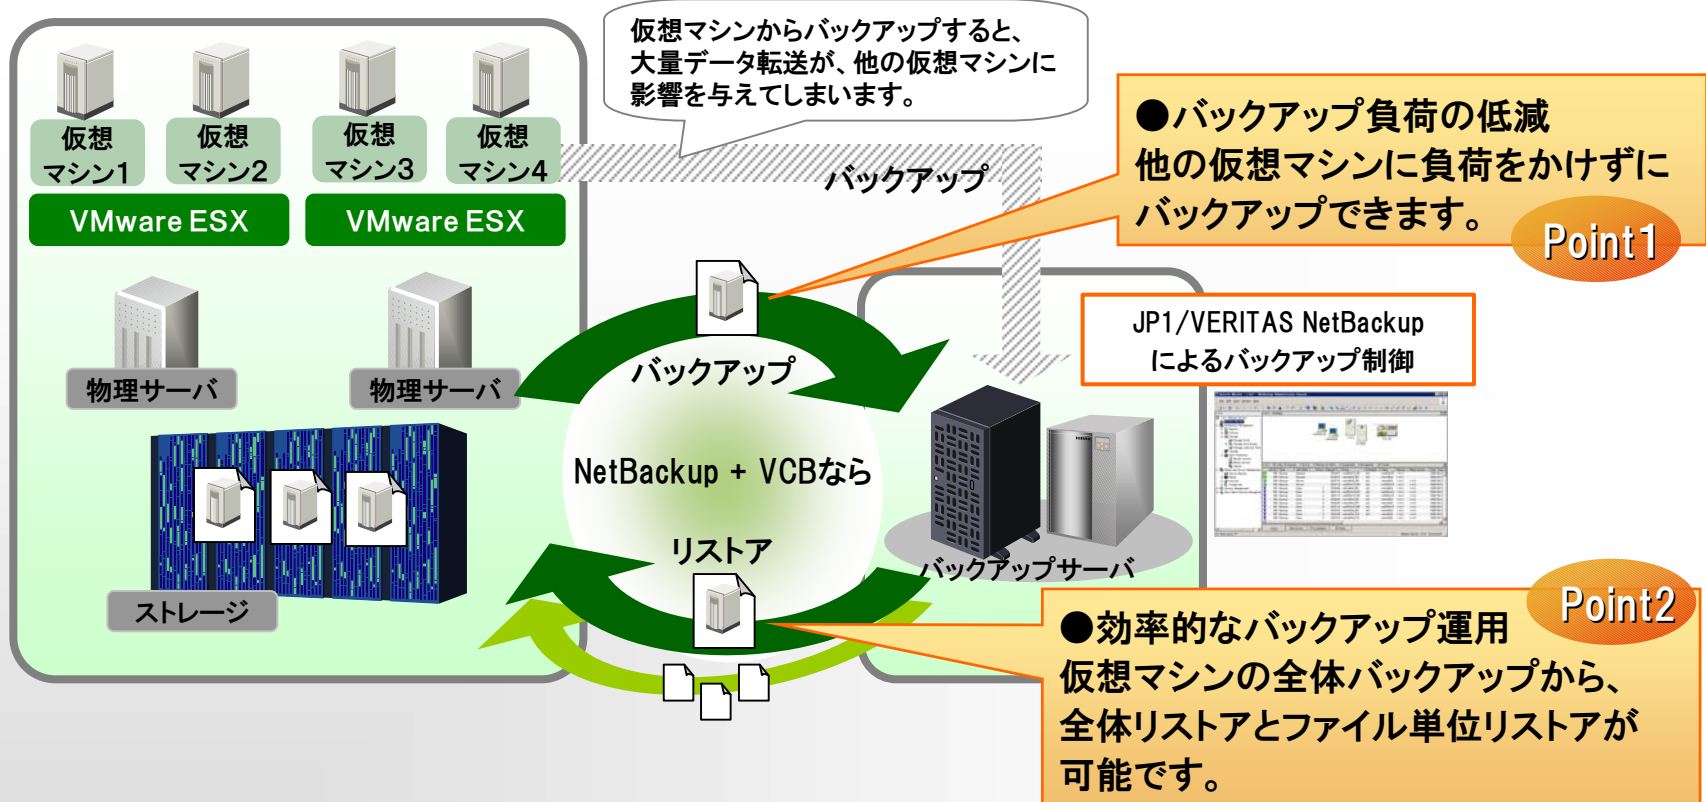 仮想マシンからバックアップすると、
大量データ転送が、他の仮想マシンに
影響を与えてしまいます。
仮想
マシン1
仮想
マシン2
仮想
マシン3
仮想
マシン4
VMware ESX
VMware ESX
バックアップ
●バックアップ負荷の低減
他の仮想マシンに負荷をかけずに
バックアップできます。
Point1
物理サーバ
物理サーバ
バックアップ
JP1/VERITAS NetBackup
によるバックアップ制御
NetBackup + VCBなら
リストア
バックアップサーバ
ストレージ
Point2
●効率的なバックアップ運用
仮想マシンの全体バックアップから、
全体リストアとファイル単位リストアが
可能です。